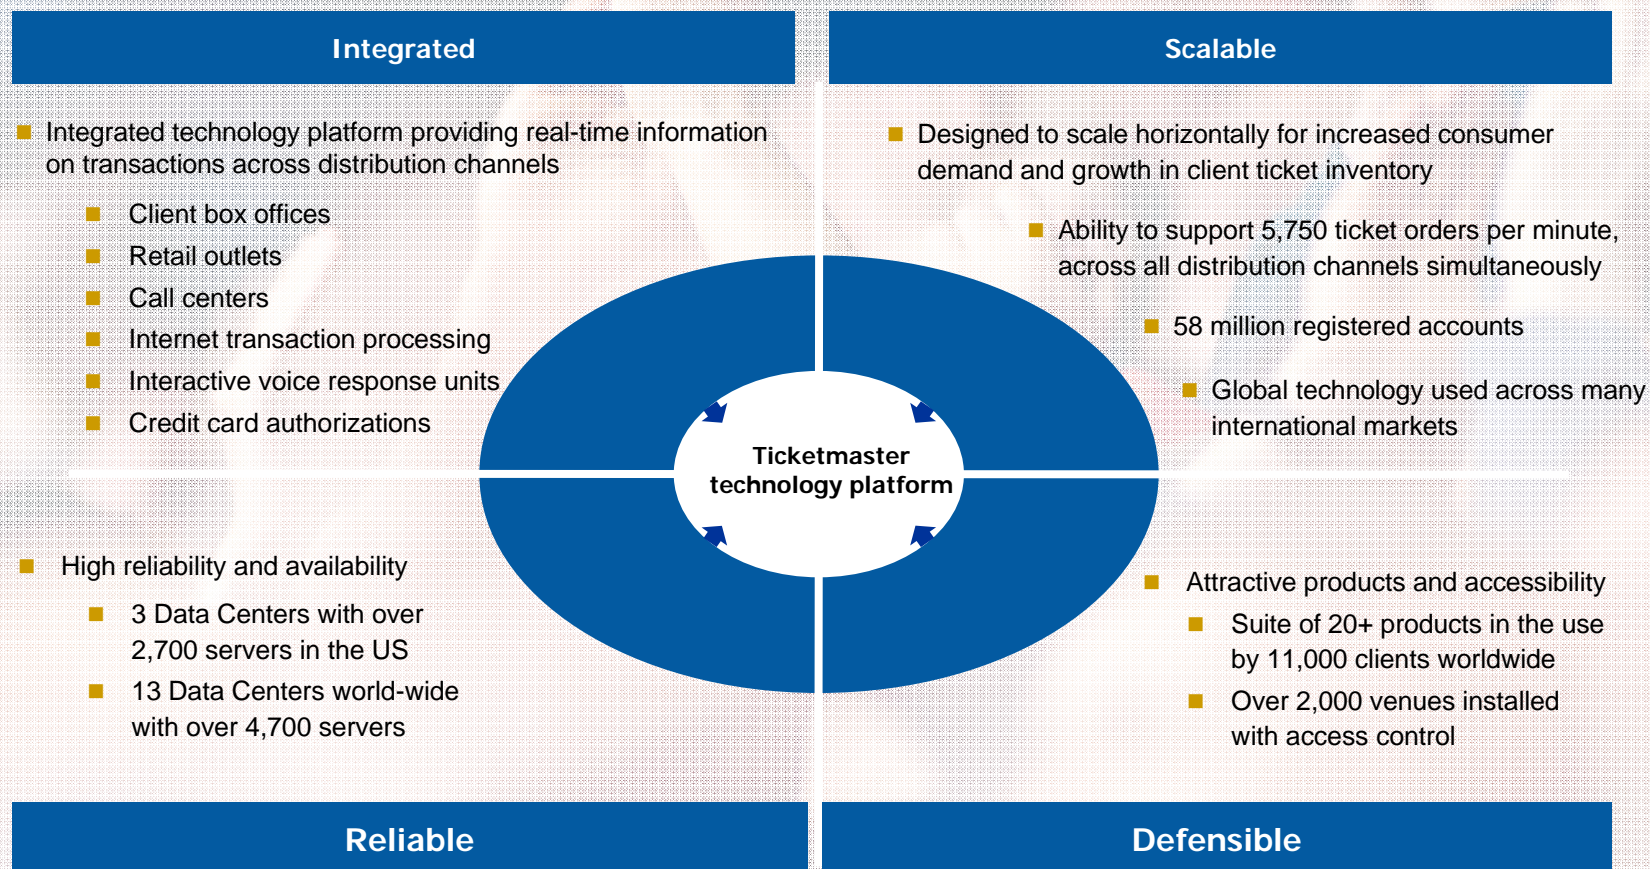 Integrated
Integrated technology platform providing real-time information
on transactions across distribution channels
Client box offices
Retail outlets
Call centers
Internet transaction processing
Interactive voice response units
Credit card authorizations
Scalable
Designed to scale horizontally for increased consumer
demand and growth in client ticket inventory
Ability to support 5,750 ticket orders per minute,
across all distribution channels simultaneously
58 million registered accounts
Global technology used across many
international markets
Ticketmaster
technology platform
High reliability and availability
3 Data Centers with over
2,700 servers in the US
13 Data Centers world-wide
with over 4,700 servers
Reliable
Attractive products and accessibility
Suite of 20+ products in the use
by 11,000 clients worldwide
Over 2,000 venues installed
with access control
Defensible